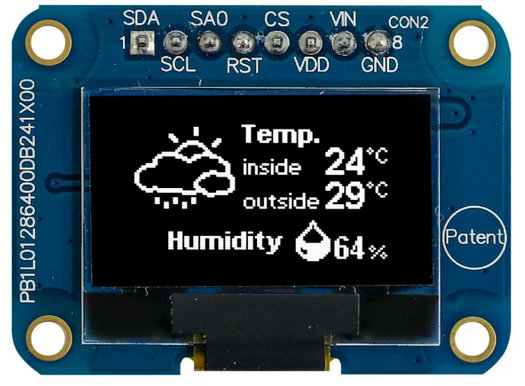 SDA SA0 CS VIN CON2
1 8
SCL RST VDD GND
PB1L01286400DB241X00
Temp.
inside 24°C
outside 29°C
Humidity 64%
Patent